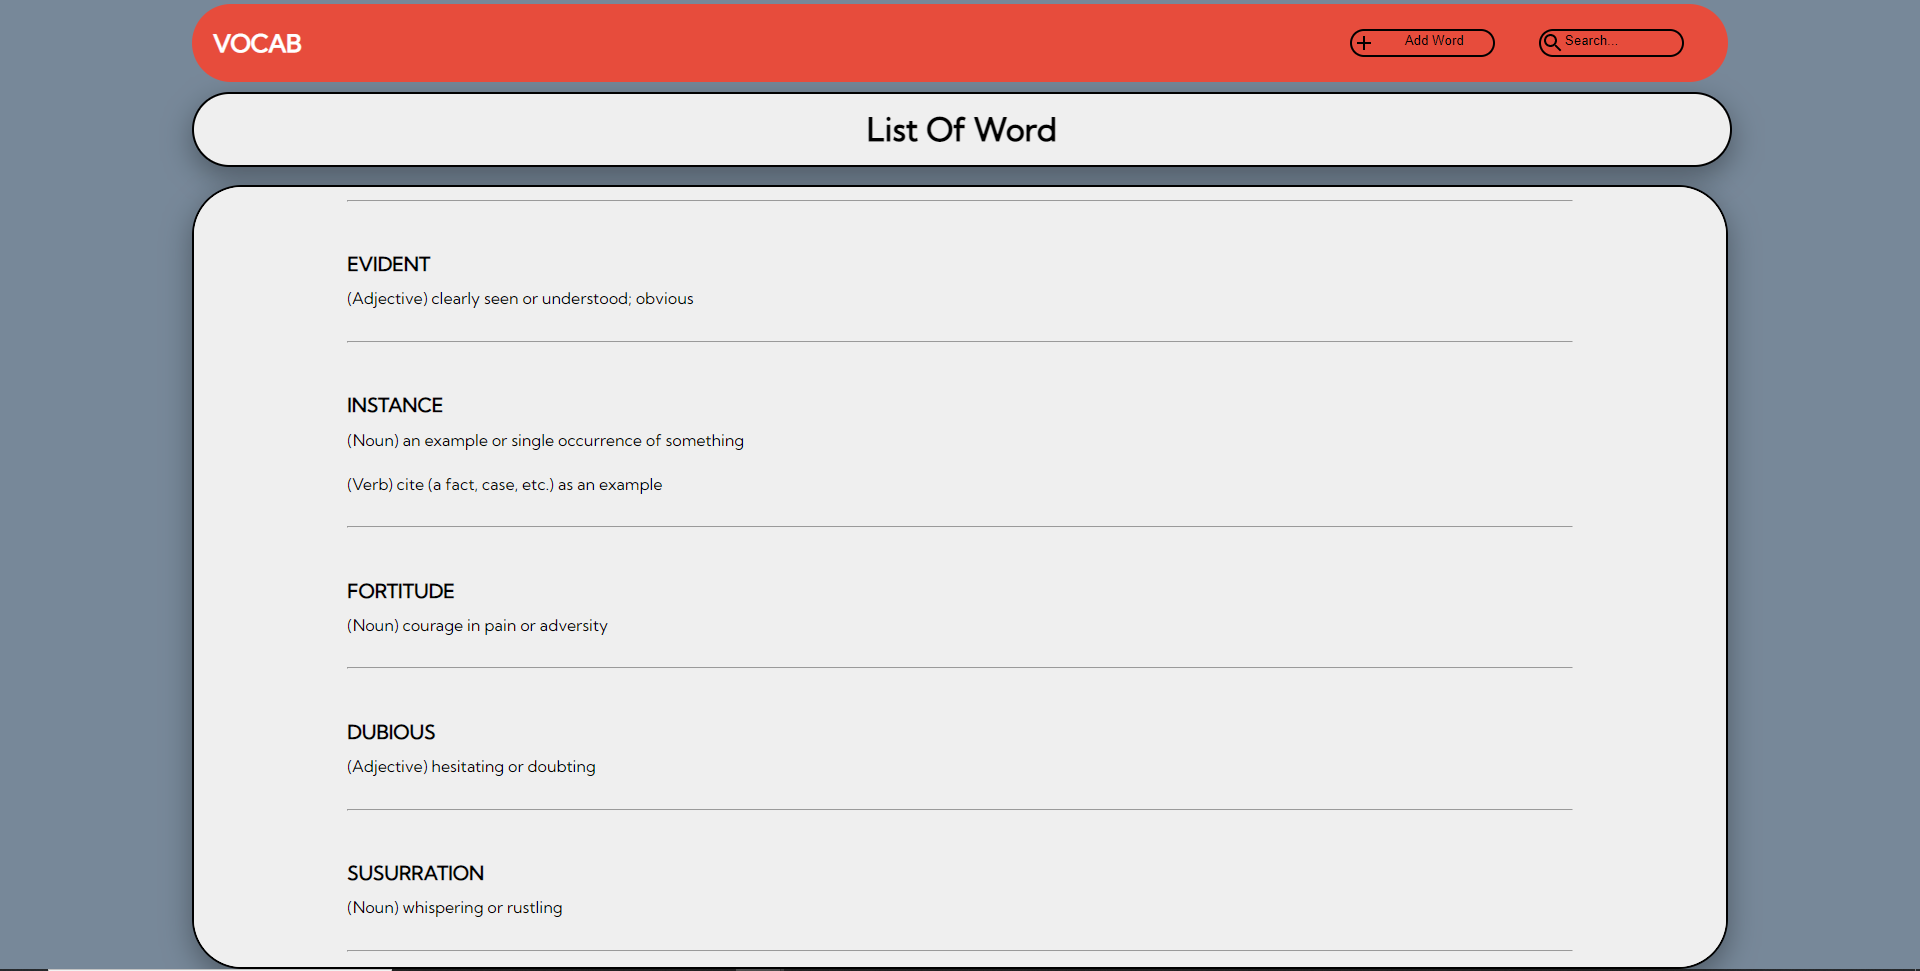 VOCAB
Add Word
Search...
List Of Word
EVIDENT
(Adjective) clearly seen or understood; obvious
INSTANCE
(Noun) an example or single occurrence of something
(Verb) cite (a fact, case, etc.) as an example
FORTITUDE
(Noun) courage in pain or adversity
DUBIOUS
(Adjective) hesitating or doubting
SUSURRATION
(Noun) whispering or rustling